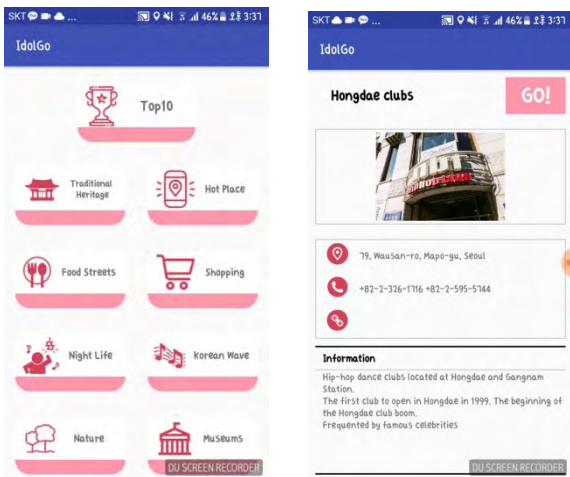 SKT ... 46% 오후 3:37
IdolGo
Top10
Traditional
Heritage
Hot Place
Food Streets
Shopping
Night Life
Korean Wave
Nature
Museums
DU SCREEN RECORDER
SKT ... 46% 오후 3:37
IdolGo
Hongdae clubs
GO!
79, Wausan-ro, Mapo-gu, Seoul
+82-2-326-1716 +82-2-595-5744
Information
Hip-hop dance clubs located at Hongdae and Gangnam
Station.
The first club to open in Hongdae in 1999. The beginning of
the Hongdae club boom.
Frequented by famous celebrities
DU SCREEN RECORDER